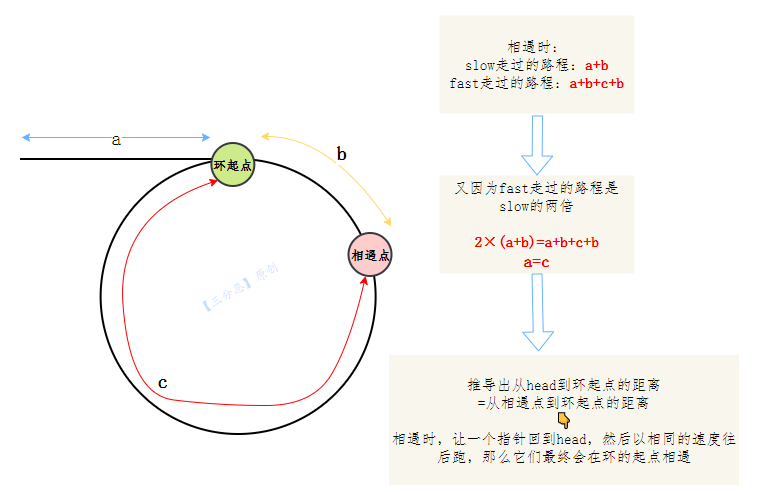 相遇时：
slow走过的路程：a+b
fast走过的路程：a+b+c+b
a
环起点
b
又因为fast走过的路程是
slow的两倍
2×(a+b)=a+b+c+b
a=c
相遇点
【三分恶】原创
c
推导出从head到环起点的距离
=从相遇点到环起点的距离
相遇时，让一个指针回到head，然后以相同的速度往
后跑，那么它们最终会在环的起点相遇